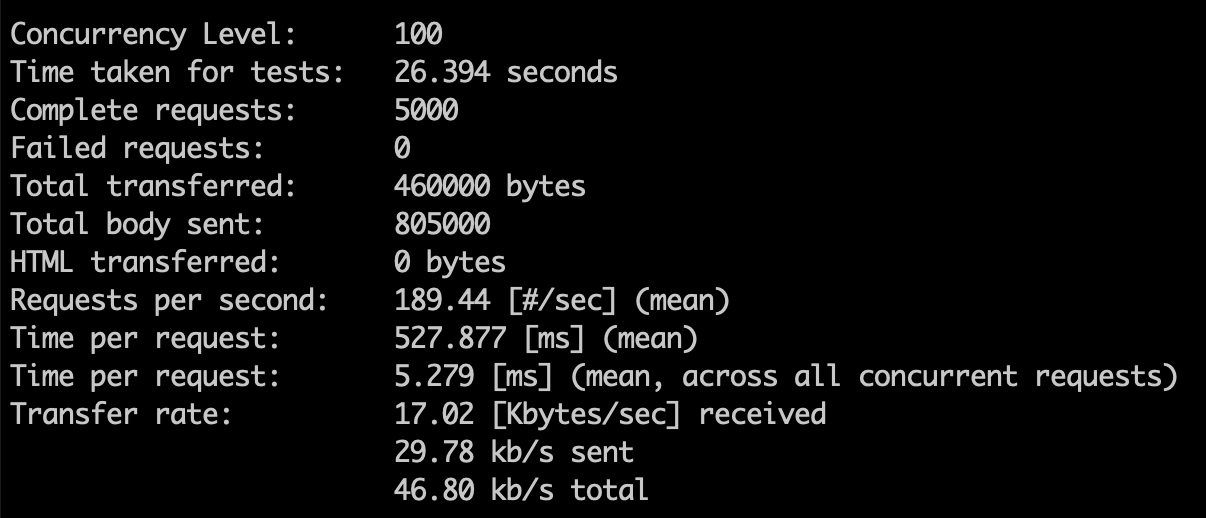 Concurrency Level:      100
Time taken for tests:   26.394 seconds
Complete requests:      5000
Failed requests:        0
Total transferred:      460000 bytes
Total body sent:        805000
HTML transferred:       0 bytes
Requests per second:    189.44 [#/sec] (mean)
Time per request:       527.877 [ms] (mean)
Time per request:       5.279 [ms] (mean, across all concurrent requests)
Transfer rate:          17.02 [Kbytes/sec] received
                        29.78 kb/s sent
                        46.80 kb/s total